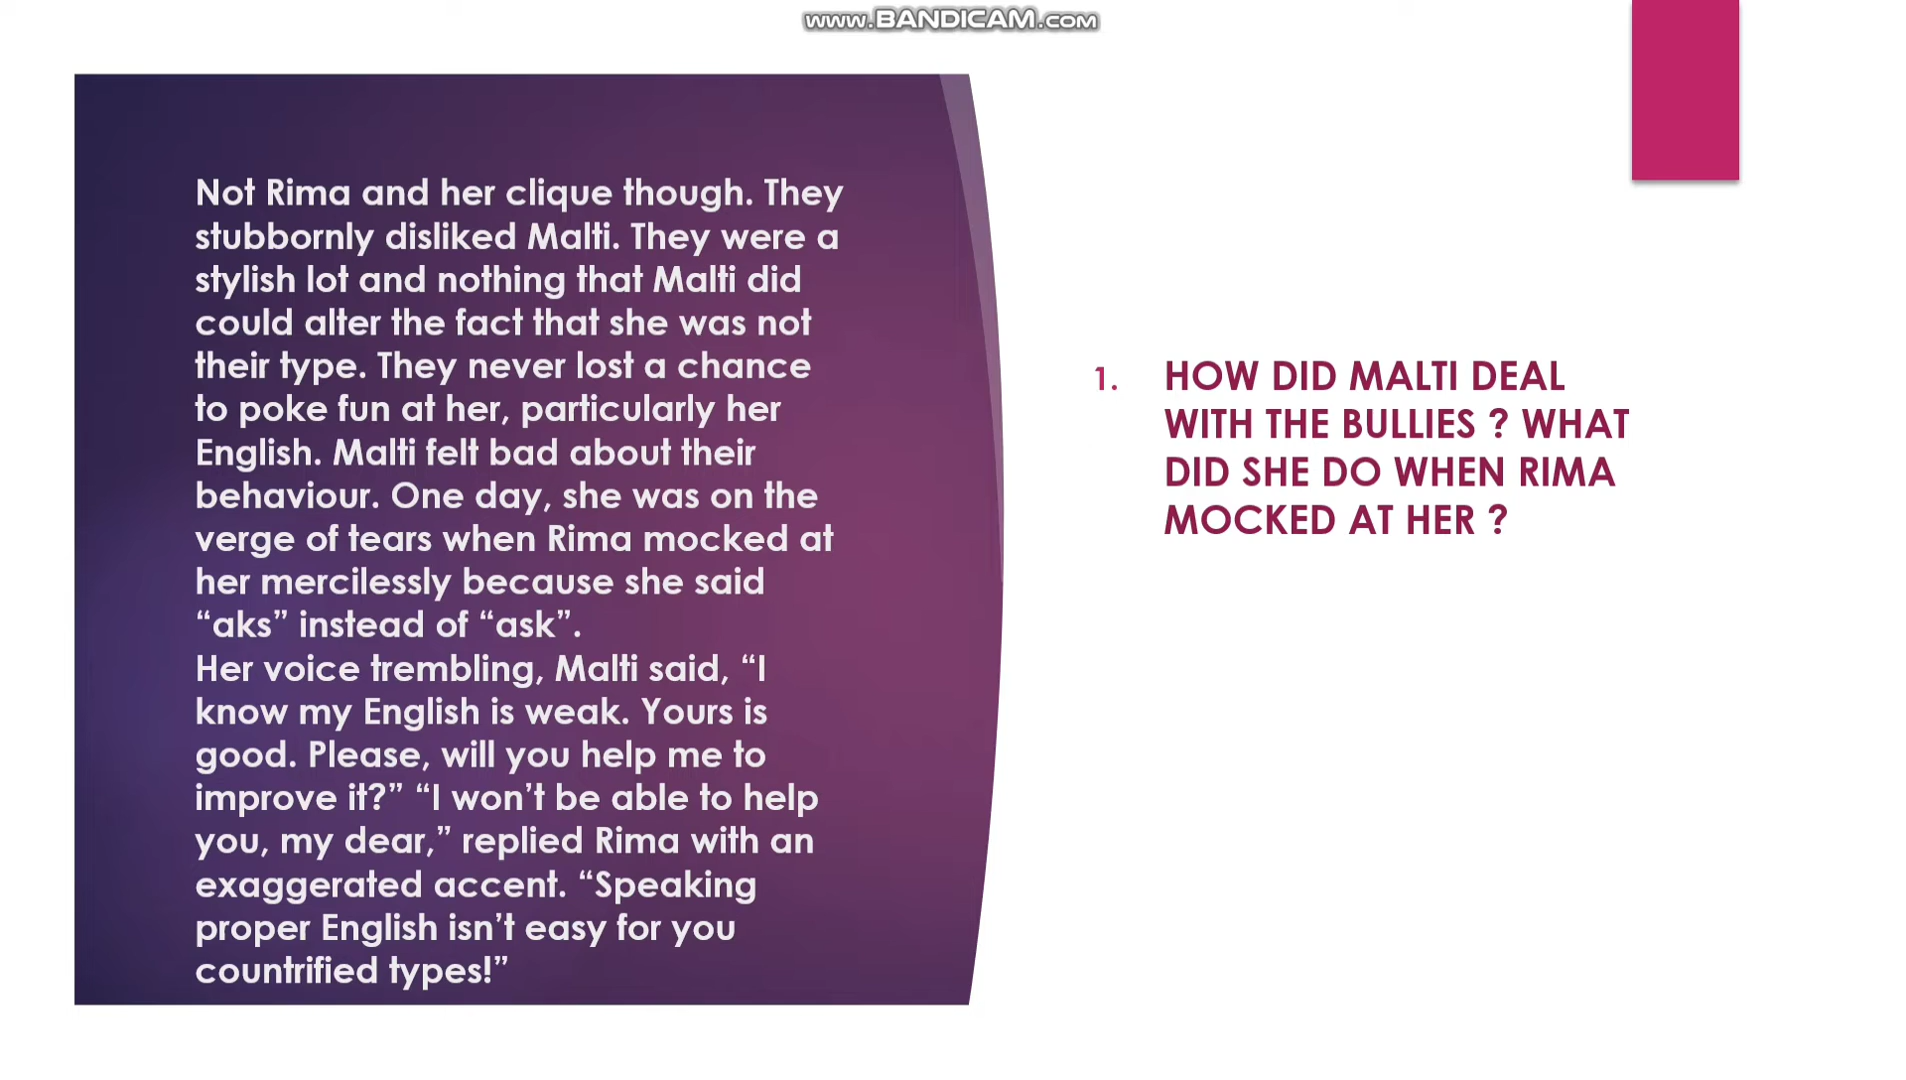 www.BANDICAM.com
Not Rima and her clique though. They
stubbornly disliked Malti. They were a
stylish lot and nothing that Malti did
could alter the fact that she was not
their type. They never lost a chance
to poke fun at her, particularly her
English. Malti felt bad about their
behaviour. One day, she was on the
verge of tears when Rima mocked at
her mercilessly because she said
“aks” instead of “ask”.
Her voice trembling, Malti said, “I
know my English is weak. Yours is
good. Please, will you help me to
improve it?” “I won’t be able to help
you, my dear,” replied Rima with an
exaggerated accent. “Speaking
proper English isn’t easy for you
countrified types!”
1. HOW DID MALTI DEAL
WITH THE BULLIES ? WHAT
DID SHE DO WHEN RIMA
MOCKED AT HER ?